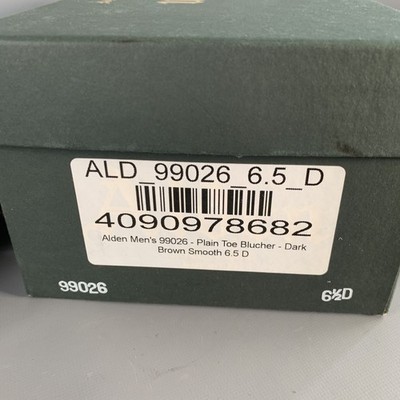 ALD_99026_6.5_D
4090978682
Alden Men's 99026 - Plain Toe Blucher - Dark
Brown Smooth 6.5 D
99026
6½D